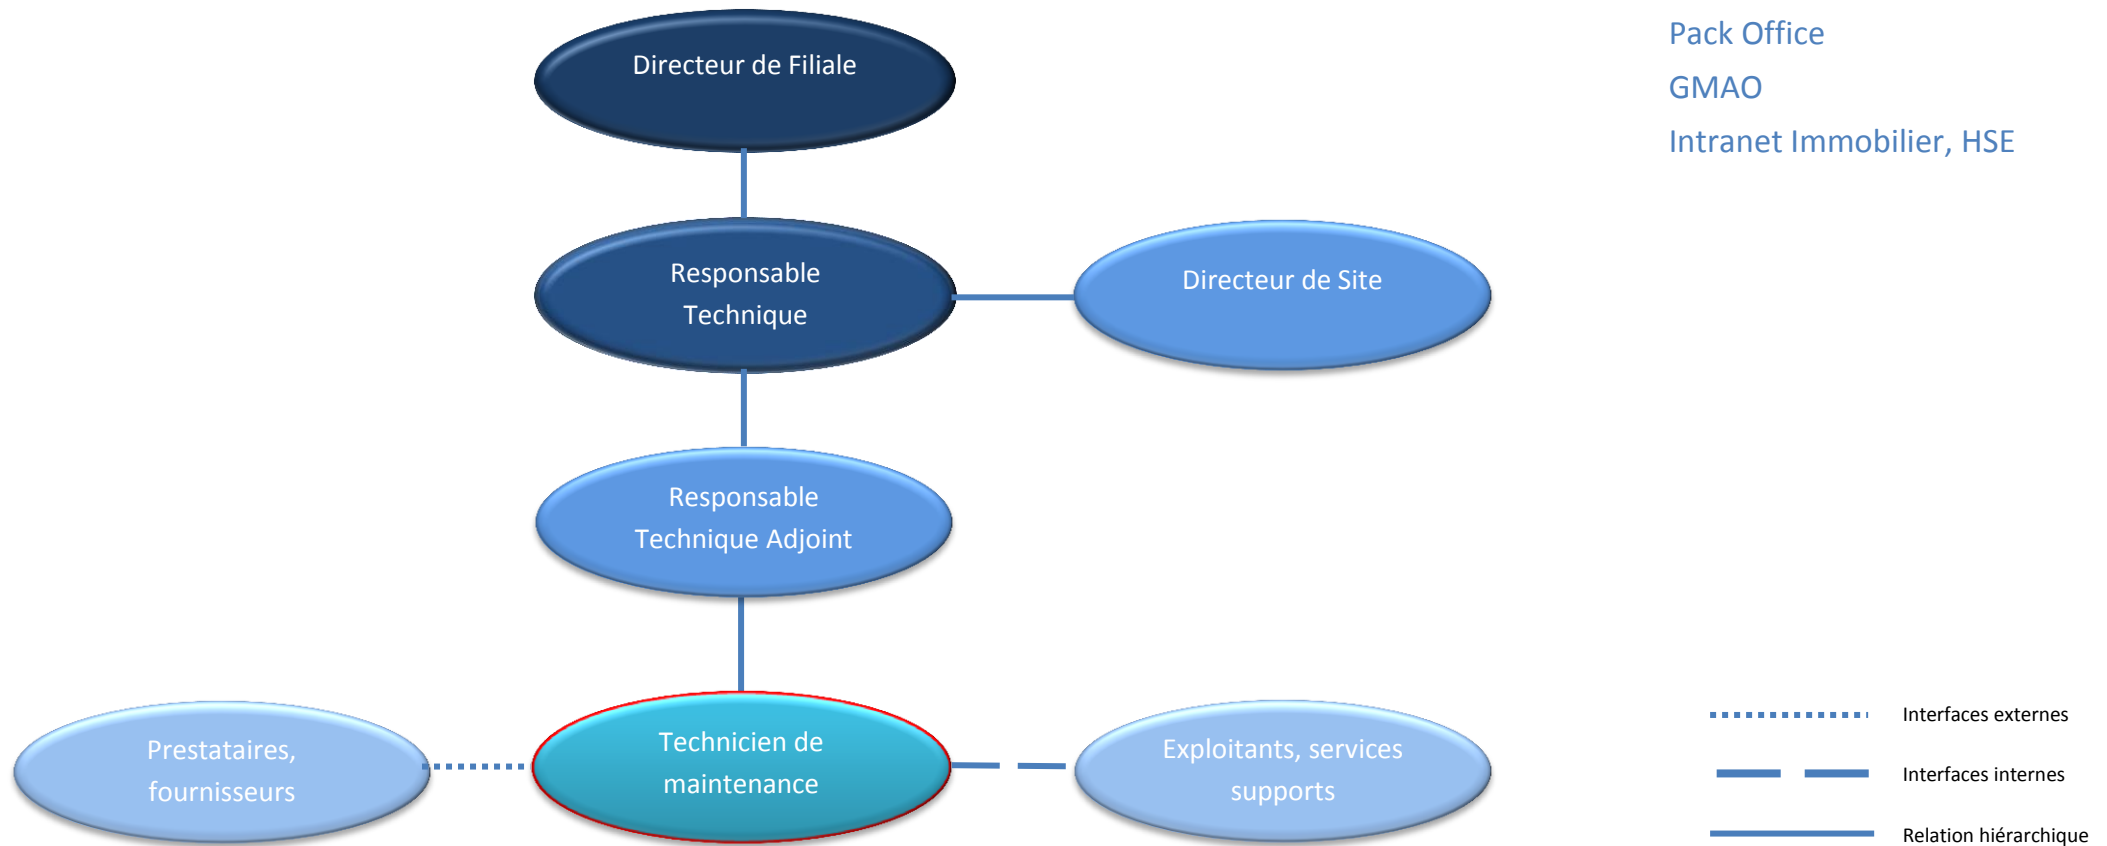 Pack Office
GMAO
Intranet Immobilier, HSE
Directeur de Filiale
Responsable
Technique
Directeur de Site
Responsable
Technique Adjoint
Prestataires,
fournisseurs
Technicien de
maintenance
Exploitants, services
supports
Interfaces externes
Interfaces internes
Relation hiérarchique